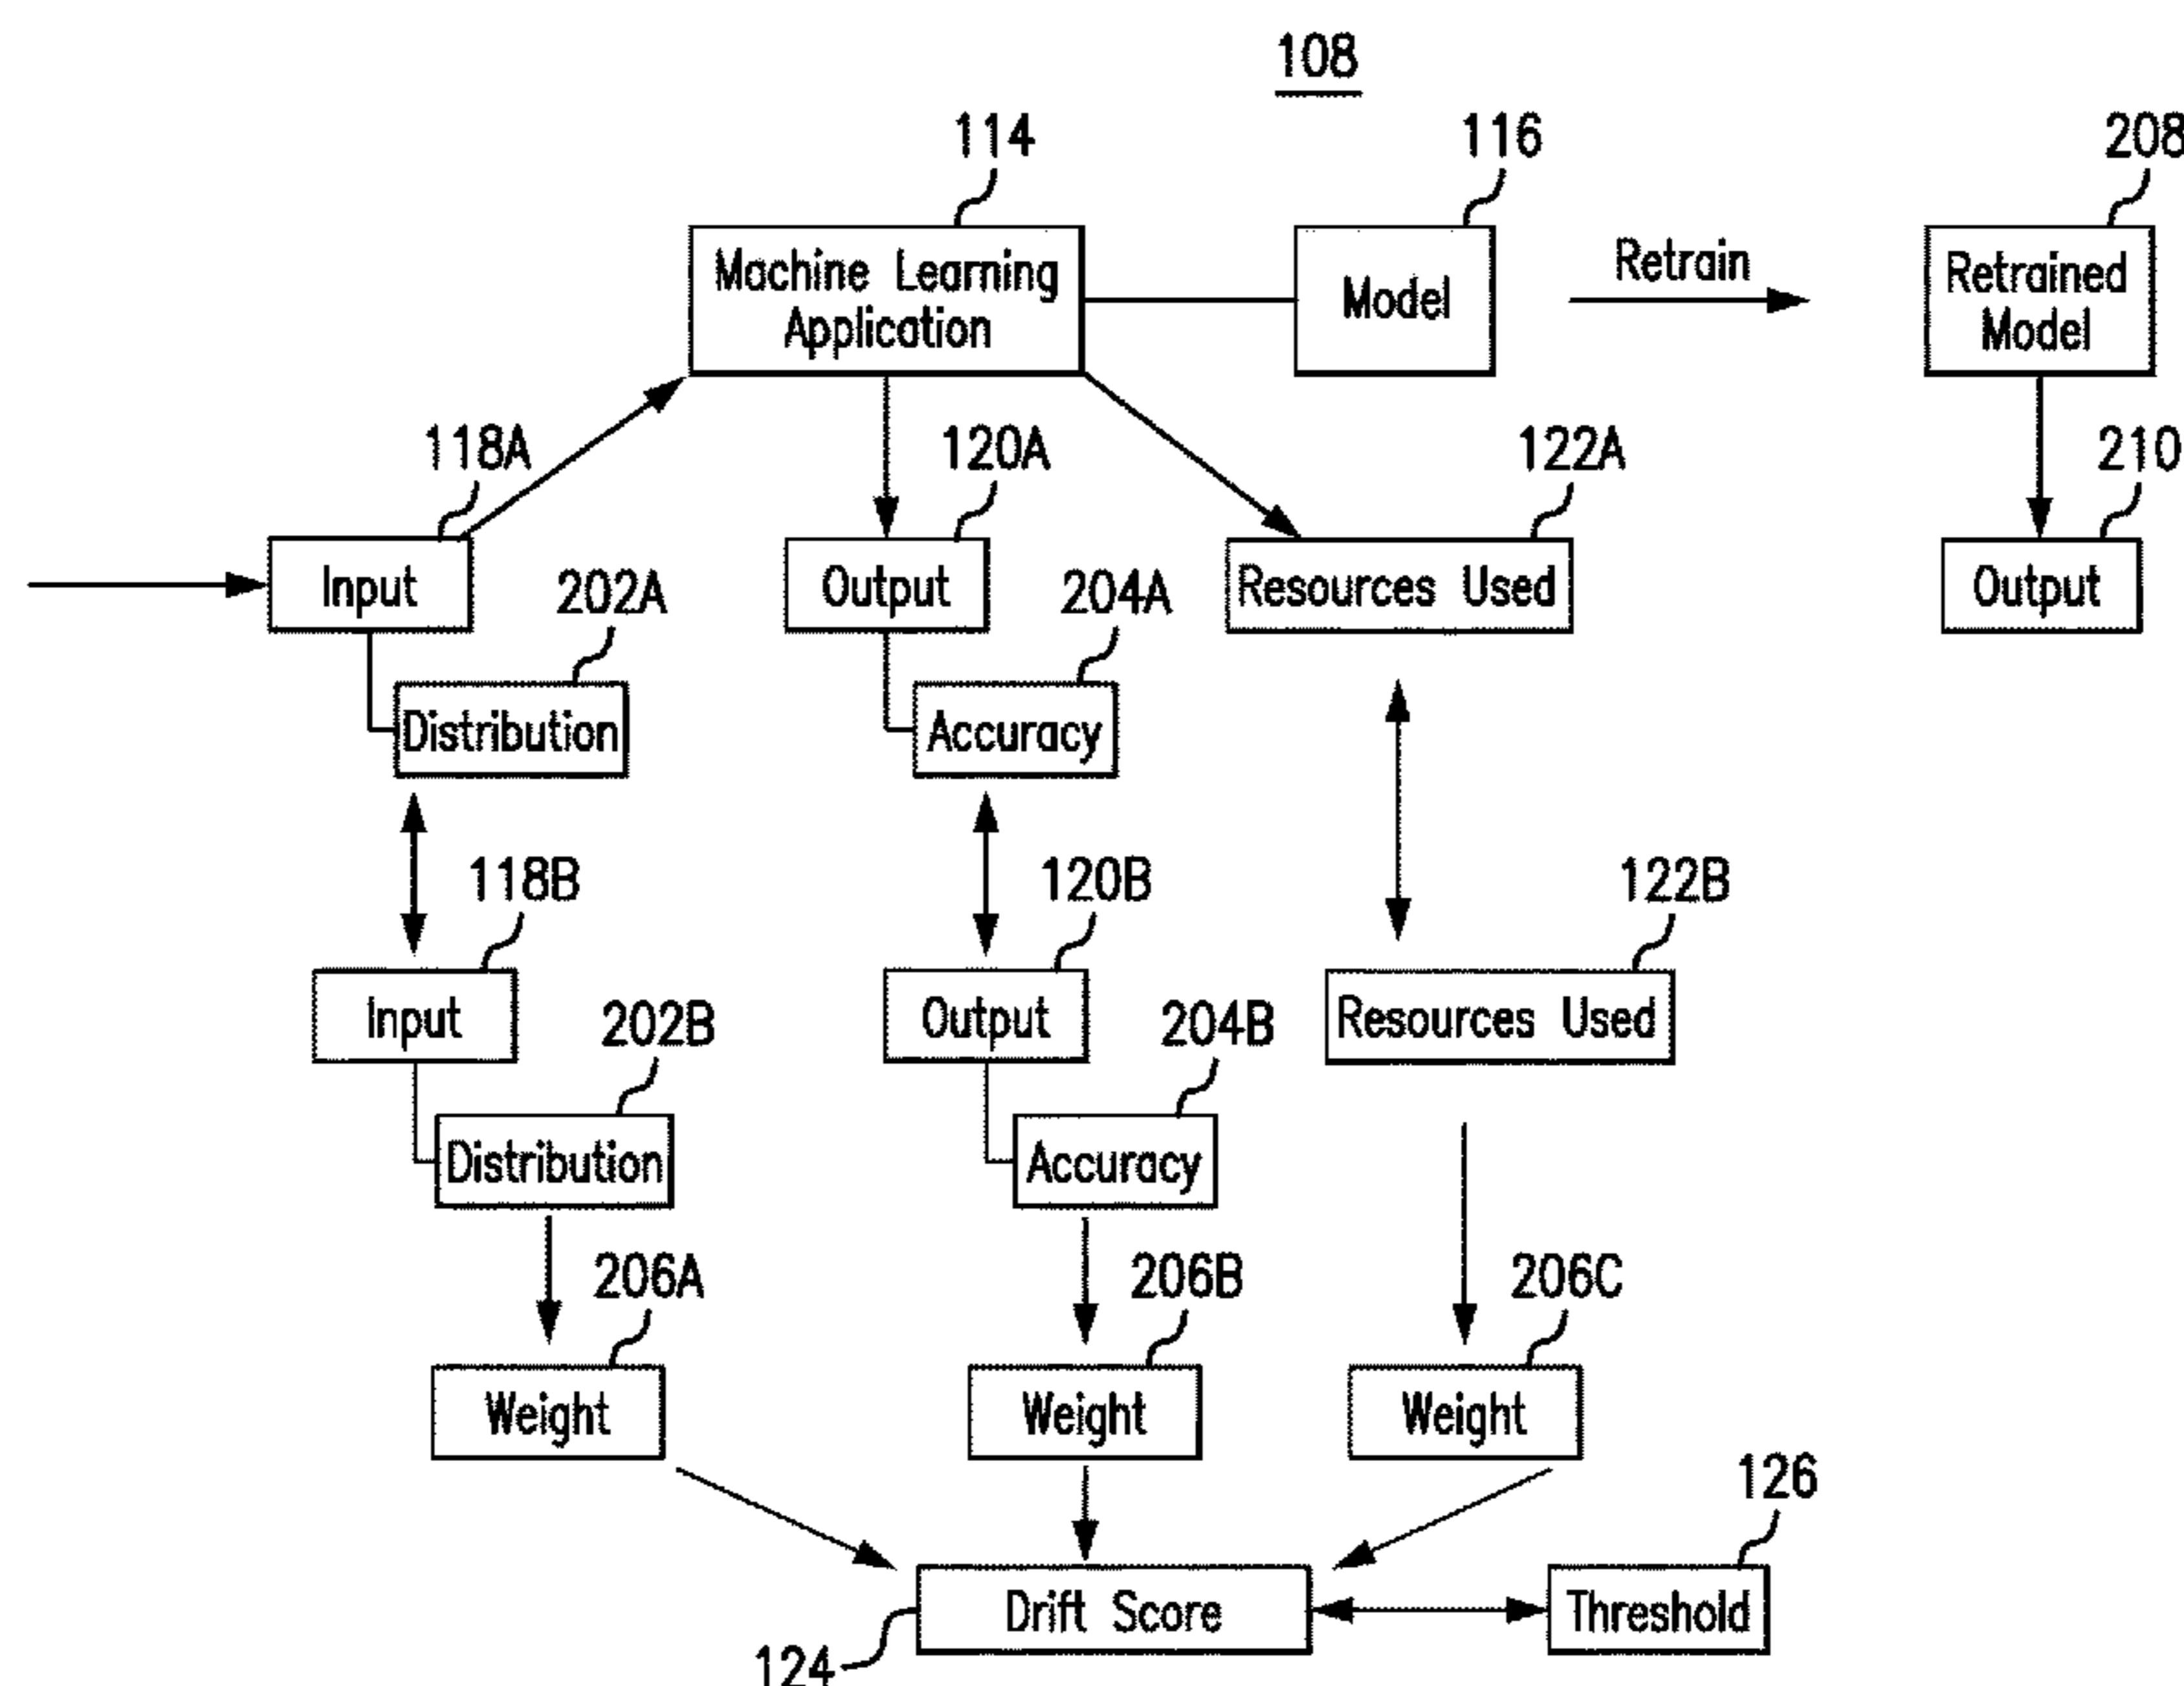 108
114
116
208
Machine Learning
Application
Model
Retrain
Retrained
Model
118A
120A
122A
210
Input
Output
Resources Used
Output
202A
204A
Distribution
Accuracy
118B
120B
122B
Input
Output
Resources Used
202B
204B
Distribution
Accuracy
206A
206B
206C
Weight
Weight
Weight
126
Drift Score
Threshold
124